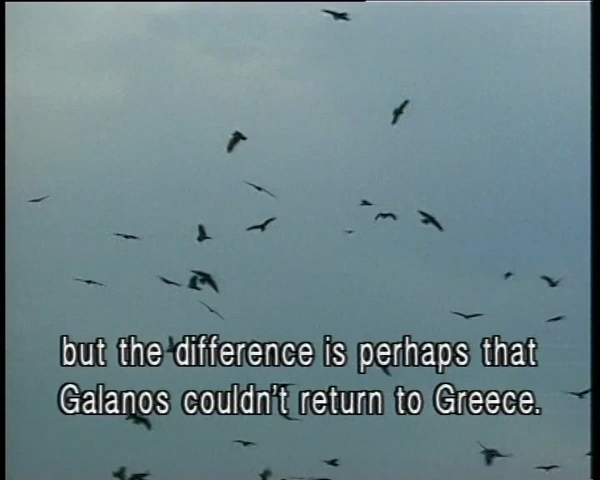 but the difference is perhaps that
Galanos couldn't return to Greece.